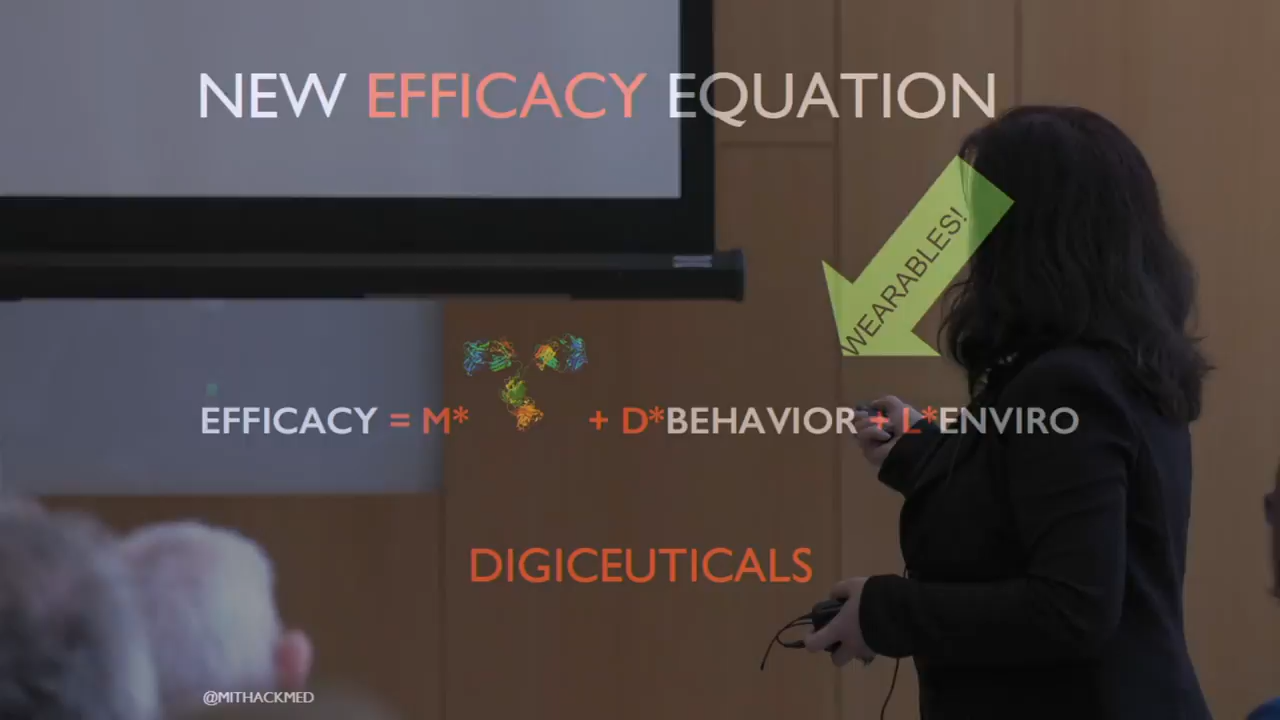 NEW EFFICACY EQUATION
WEARABLES!
EFFICACY = M* + D*BEHAVIOR + L*ENVIRO
DIGICEUTICALS
@MITHACKMED